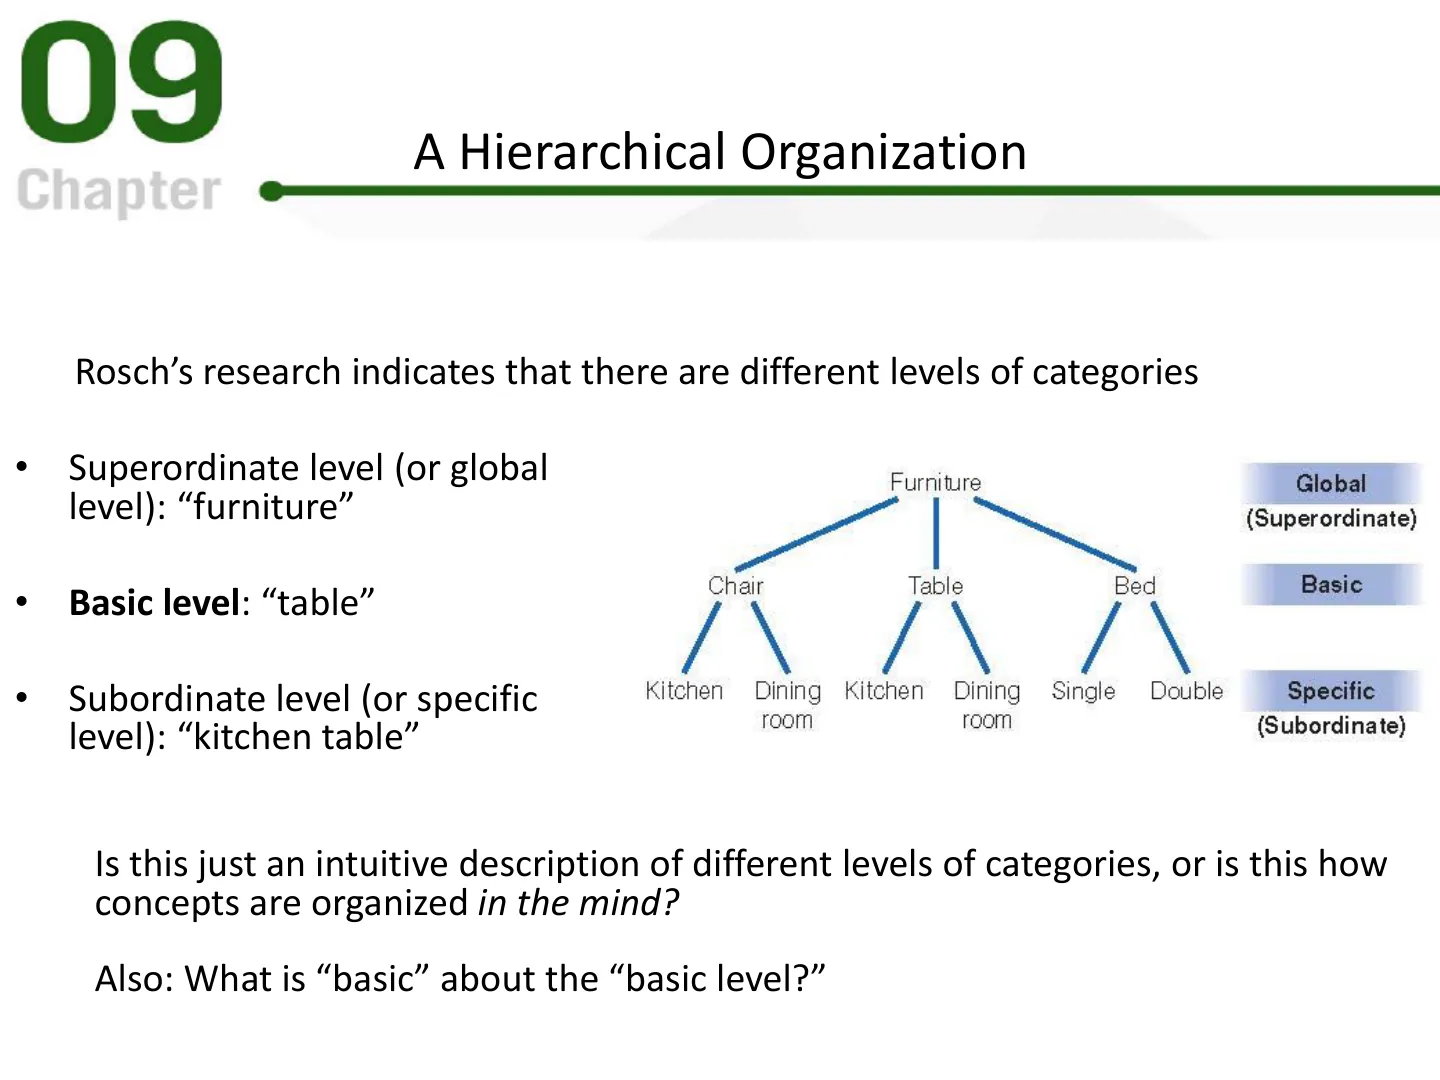 09
Chapter
A Hierarchical Organization
Rosch’s research indicates that there are different levels of categories
• Superordinate level (or global
level): “furniture”
• Basic level: “table”
• Subordinate level (or specific
level): “kitchen table”
Furniture
Global
(Superordinate)
Chair Table Bed
Basic
Kitchen Dining Kitchen Dining Single Double
room room
Specific
(Subordinate)
Is this just an intuitive description of different levels of categories, or is this how
concepts are organized in the mind?
Also: What is “basic” about the “basic level?”